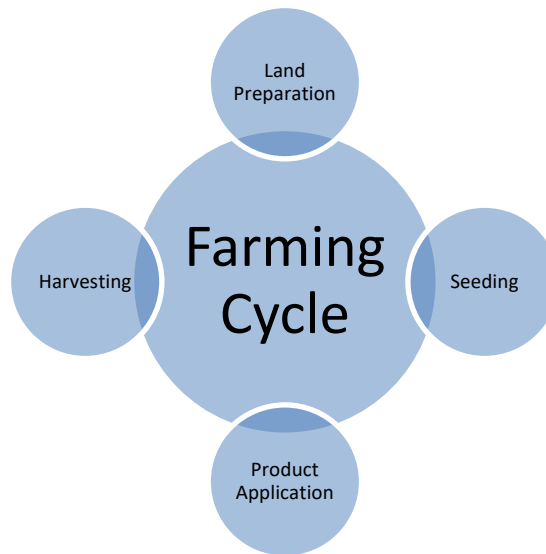 Land
Preparation
Farming
Cycle
Harvesting
Seeding
Product
Application